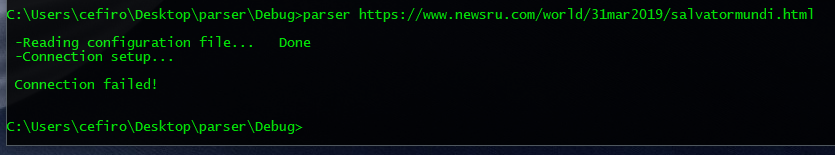 C:\Users\cefiro\Desktop\parser\Debug>parser https://www.newsru.com/world/31mar2019/salvatormundi.html
-Reading configuration file...   Done
-Connection setup...
Connection failed!
C:\Users\cefiro\Desktop\parser\Debug>